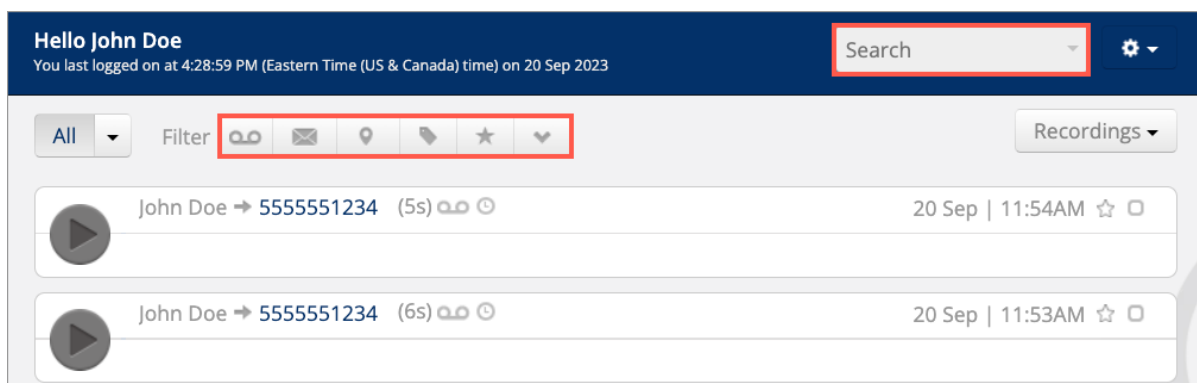 Hello John Doe
You last logged on at 4:28:59 PM (Eastern Time (US & Canada) time) on 20 Sep 2023
Search
All
Filter
Recordings
John Doe → 5555551234 (5s)
20 Sep | 11:54AM
John Doe → 5555551234 (6s)
20 Sep | 11:53AM